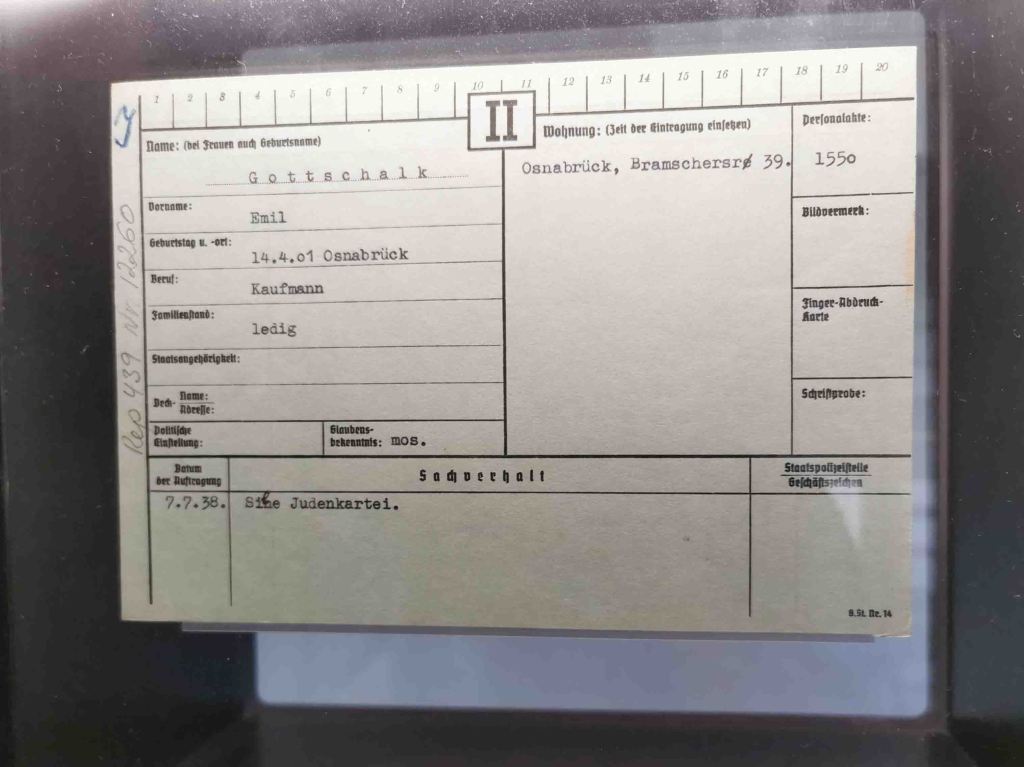 1 2 3 4 5 6 7 8 9 10 11 12 13 14 15 16 17 18 19 20
II
J
Rep 439 Nr 12260
Name: (bei Frauen auch Geburtsname)
Gottschalk
Vorname:
Emil
Geburtstag u. -ort:
14.4.01 Osnabrück
Beruf:
Kaufmann
Familienstand:
ledig
Staatsangehörigkeit:
Deck- Name:
Adresse:
Politische
Einstellung:
Glaubens-
bekenntnis: mos.
Wohnung: (Zeit der Eintragung einsetzen)
Osnabrück, Bramschersr. 39.
Personalakte:
1550
Bildvermerk:
Finger-Abdruck-
Karte
Schriftprobe:
Datum
der Auftragung
Sachverhalt
Staatspolizeistelle
Geschäftszeichen
7.7.38. Siehe Judenkartei.
B.St. Nr. 14